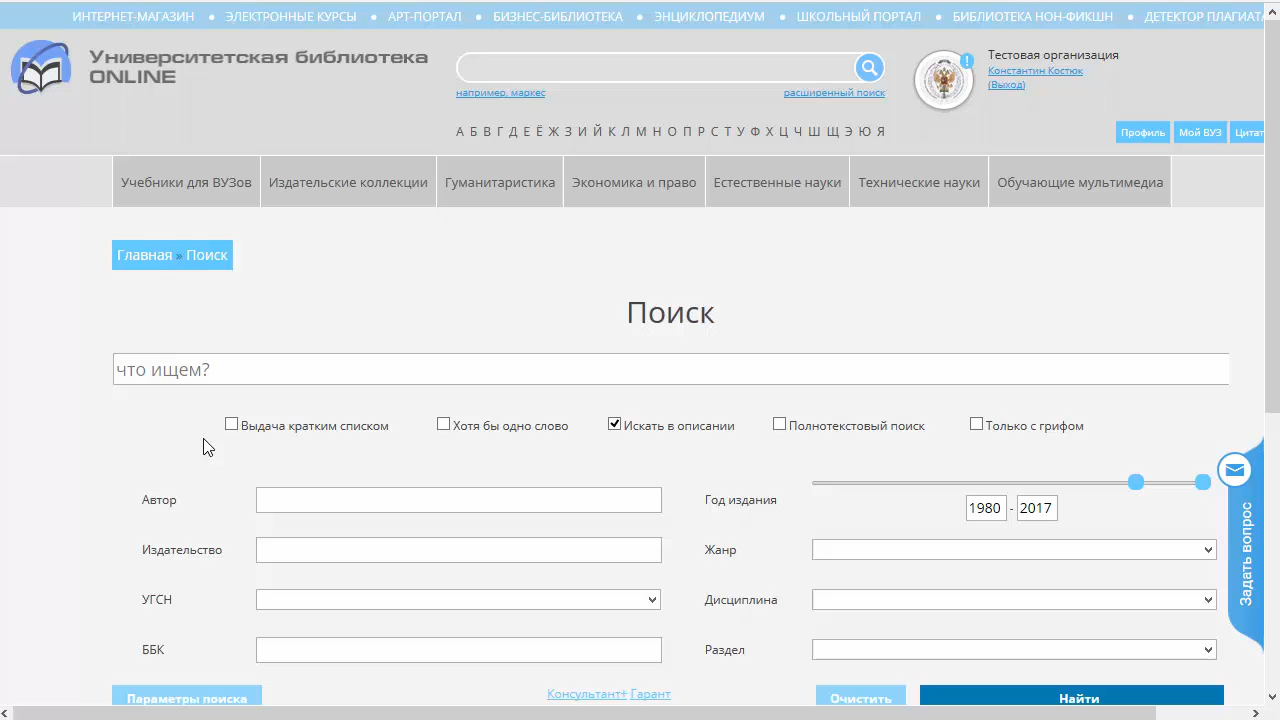 ИНТЕРНЕТ-МАГАЗИН • ЭЛЕКТРОННЫЕ КУРСЫ • АРТ-ПОРТАЛ • БИЗНЕС-БИБЛИОТЕКА • ЭНЦИКЛОПЕДИУМ • ШКОЛЬНЫЙ ПОРТАЛ • БИБЛИОТЕКА НОН-ФИКШН • ДЕТЕКТОР ПЛАГИАТА
Университетская библиотека
ONLINE
например, маркес расширенный поиск
А Б В Г Д Е Ё Ж З И Й К Л М Н О П Р С Т У Ф Х Ц Ч Ш Щ Э Ю Я
!
Тестовая организация
Константин Костюк
(Выход)
Профиль Мой ВУЗ Цитат
Учебники для ВУЗов Издательские коллекции Гуманитаристика Экономика и право Естественные науки Технические науки Обучающие мультимедиа
Главная » Поиск
Поиск
что ищем?
Выдача кратким списком Хотя бы одно слово Искать в описании Полнотекстовый поиск Только с грифом
Автор Год издания
1980 - 2017
Издательство Жанр
УГСН Дисциплина
ББК Раздел
Параметры поиска Консультант+ Гарант Очистить Найти
Задать вопрос